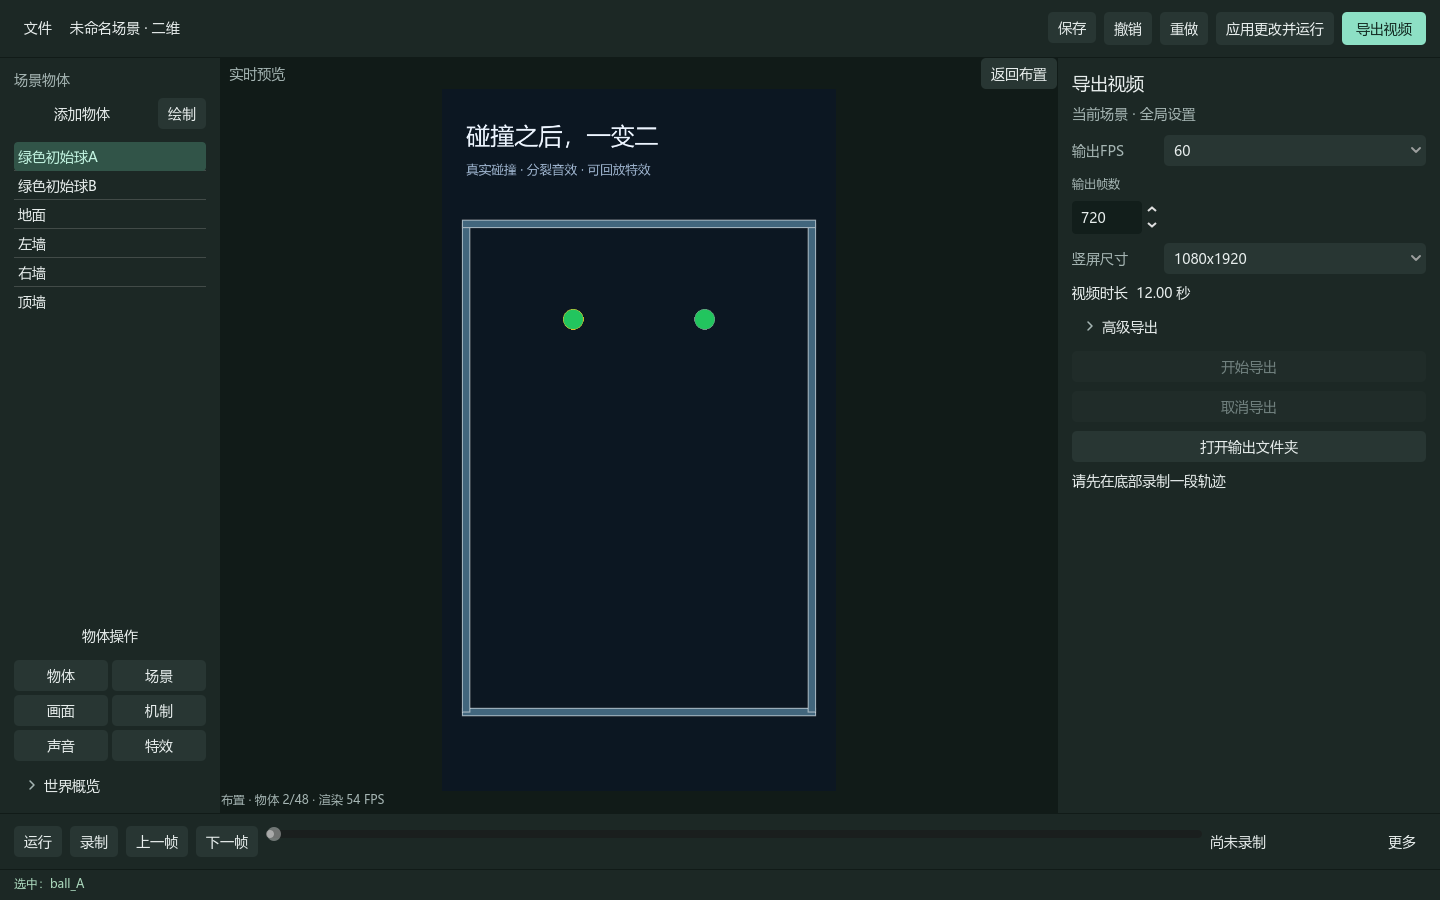 文件 未命名场景 · 二维 保存 撤销 重做 应用更改并运行 导出视频
场景物体
添加物体 绘制
绿色初始球A
绿色初始球B
地面
左墙
右墙
顶墙
物体操作
物体 场景
画面 机制
声音 特效
世界概览
实时预览 返回布置
碰撞之后，一变二
真实碰撞 · 分裂音效 · 可回放特效
布置 · 物体 2/48 · 渲染 54 FPS
导出视频
当前场景 · 全局设置
输出FPS 60
输出帧数
720
竖屏尺寸 1080x1920
视频时长 12.00 秒
高级导出
开始导出
取消导出
打开输出文件夹
请先在底部录制一段轨迹
运行 录制 上一帧 下一帧 尚未录制 更多
选中：ball_A